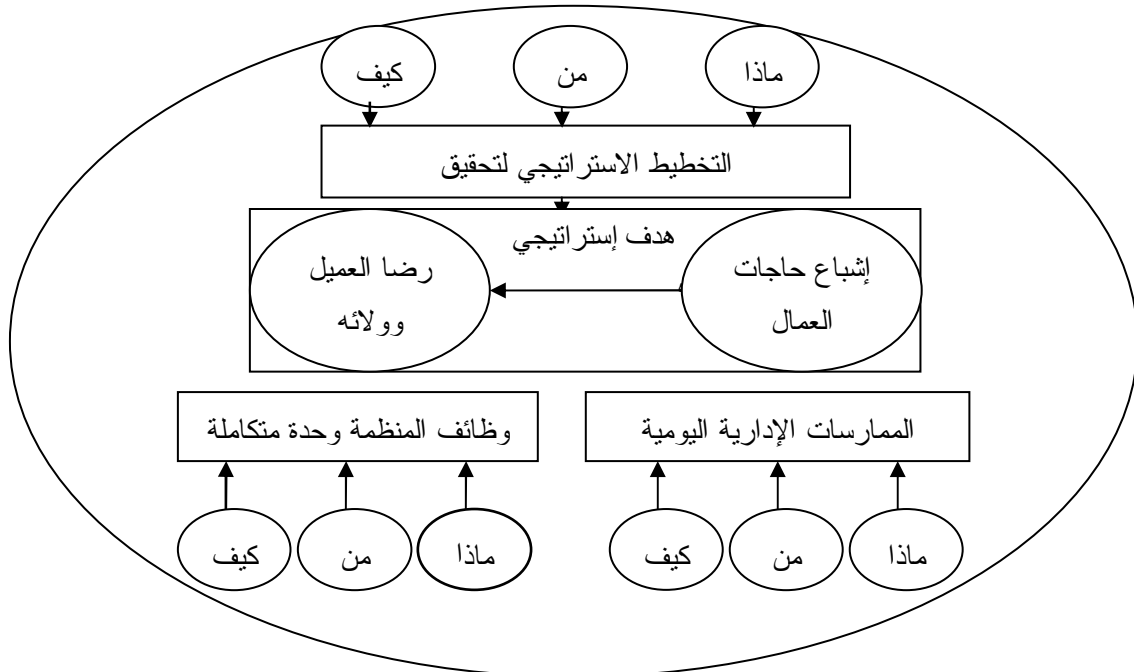 ماذا
من
كيف
التخطيط الاستراتيجي لتحقيق
هدف إستراتيجي
إشباع حاجات
العمال
رضا العميل
وولائه
الممارسات الإدارية اليومية
وظائف المنظمة وحدة متكاملة
ماذا
من
كيف
ماذا
من
كيف